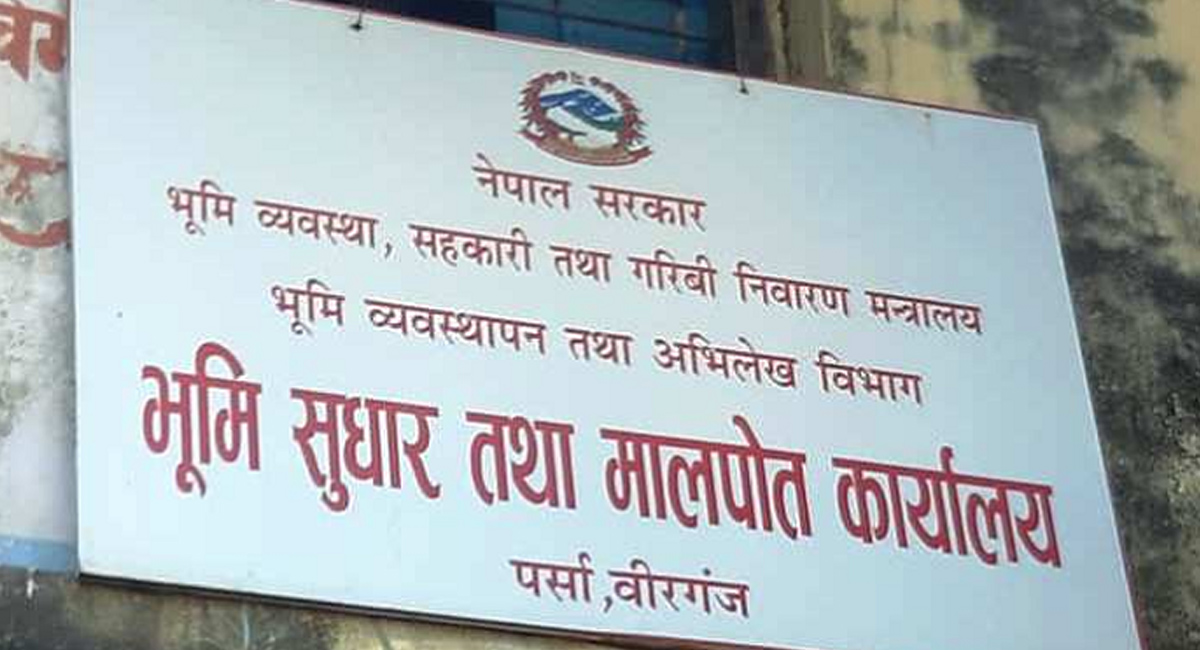 नेपाल सरकार
भूमि व्यवस्था, सहकारी तथा गरिबी निवारण मन्त्रालय
भूमि व्यवस्थापन तथा अभिलेख विभाग
भूमि सुधार तथा मालपोत कार्यालय
पर्सा,वीरगंज